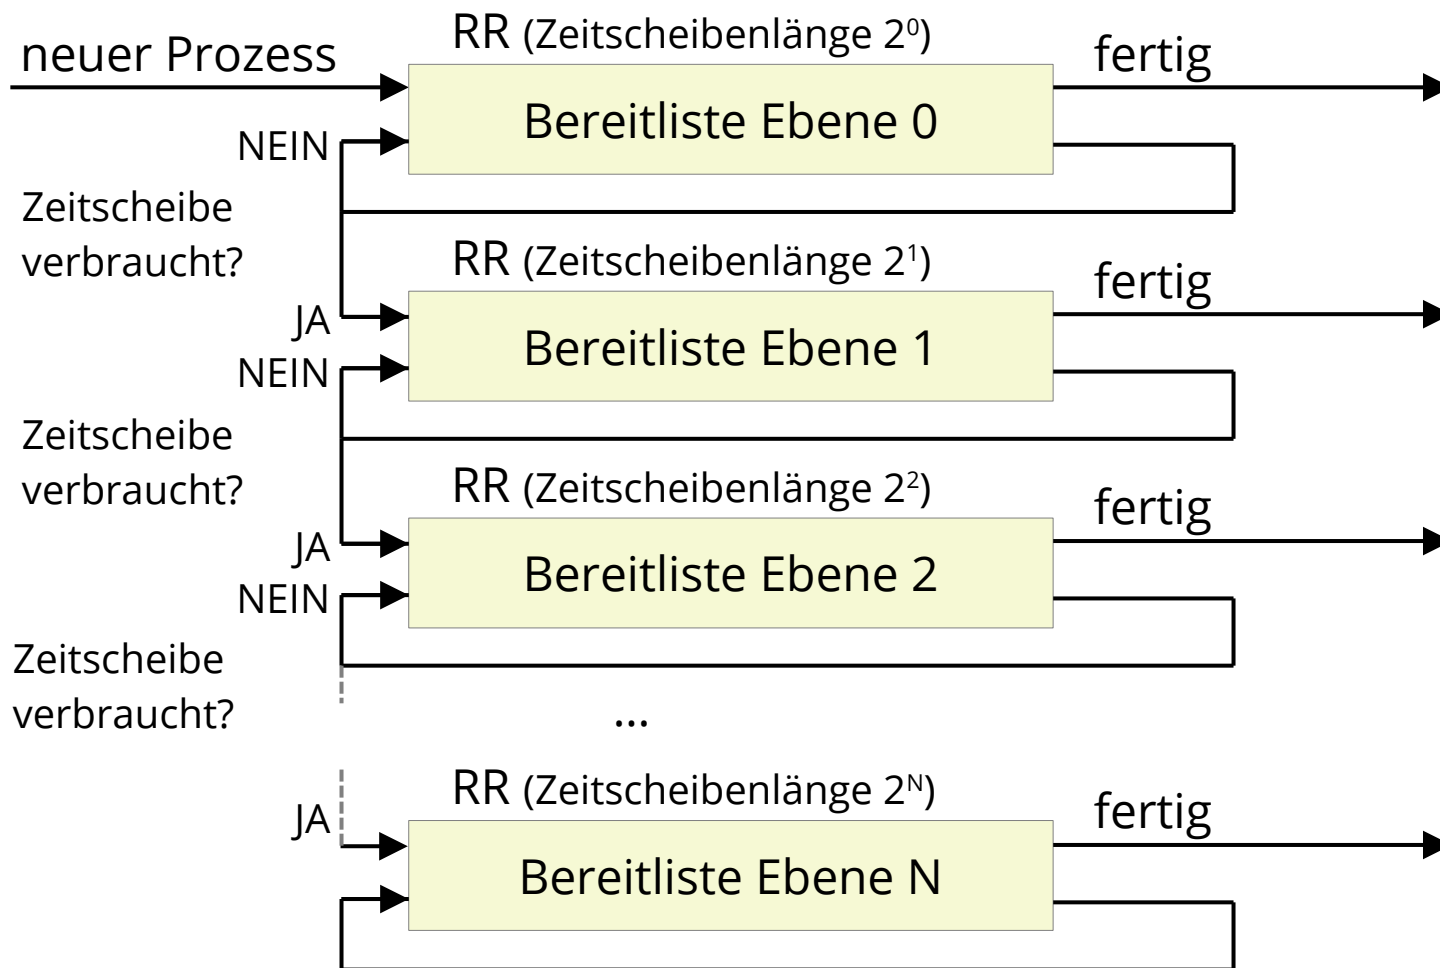 RR (Zeitscheibenlänge 2⁰)
neuer Prozess
fertig
Bereitliste Ebene 0
NEIN
Zeitscheibe
verbraucht?
RR (Zeitscheibenlänge 2¹)
fertig
JA
Bereitliste Ebene 1
NEIN
Zeitscheibe
verbraucht?
RR (Zeitscheibenlänge 2²)
fertig
JA
Bereitliste Ebene 2
NEIN
Zeitscheibe
verbraucht?
...
RR (Zeitscheibenlänge 2ᴺ)
fertig
JA
Bereitliste Ebene N